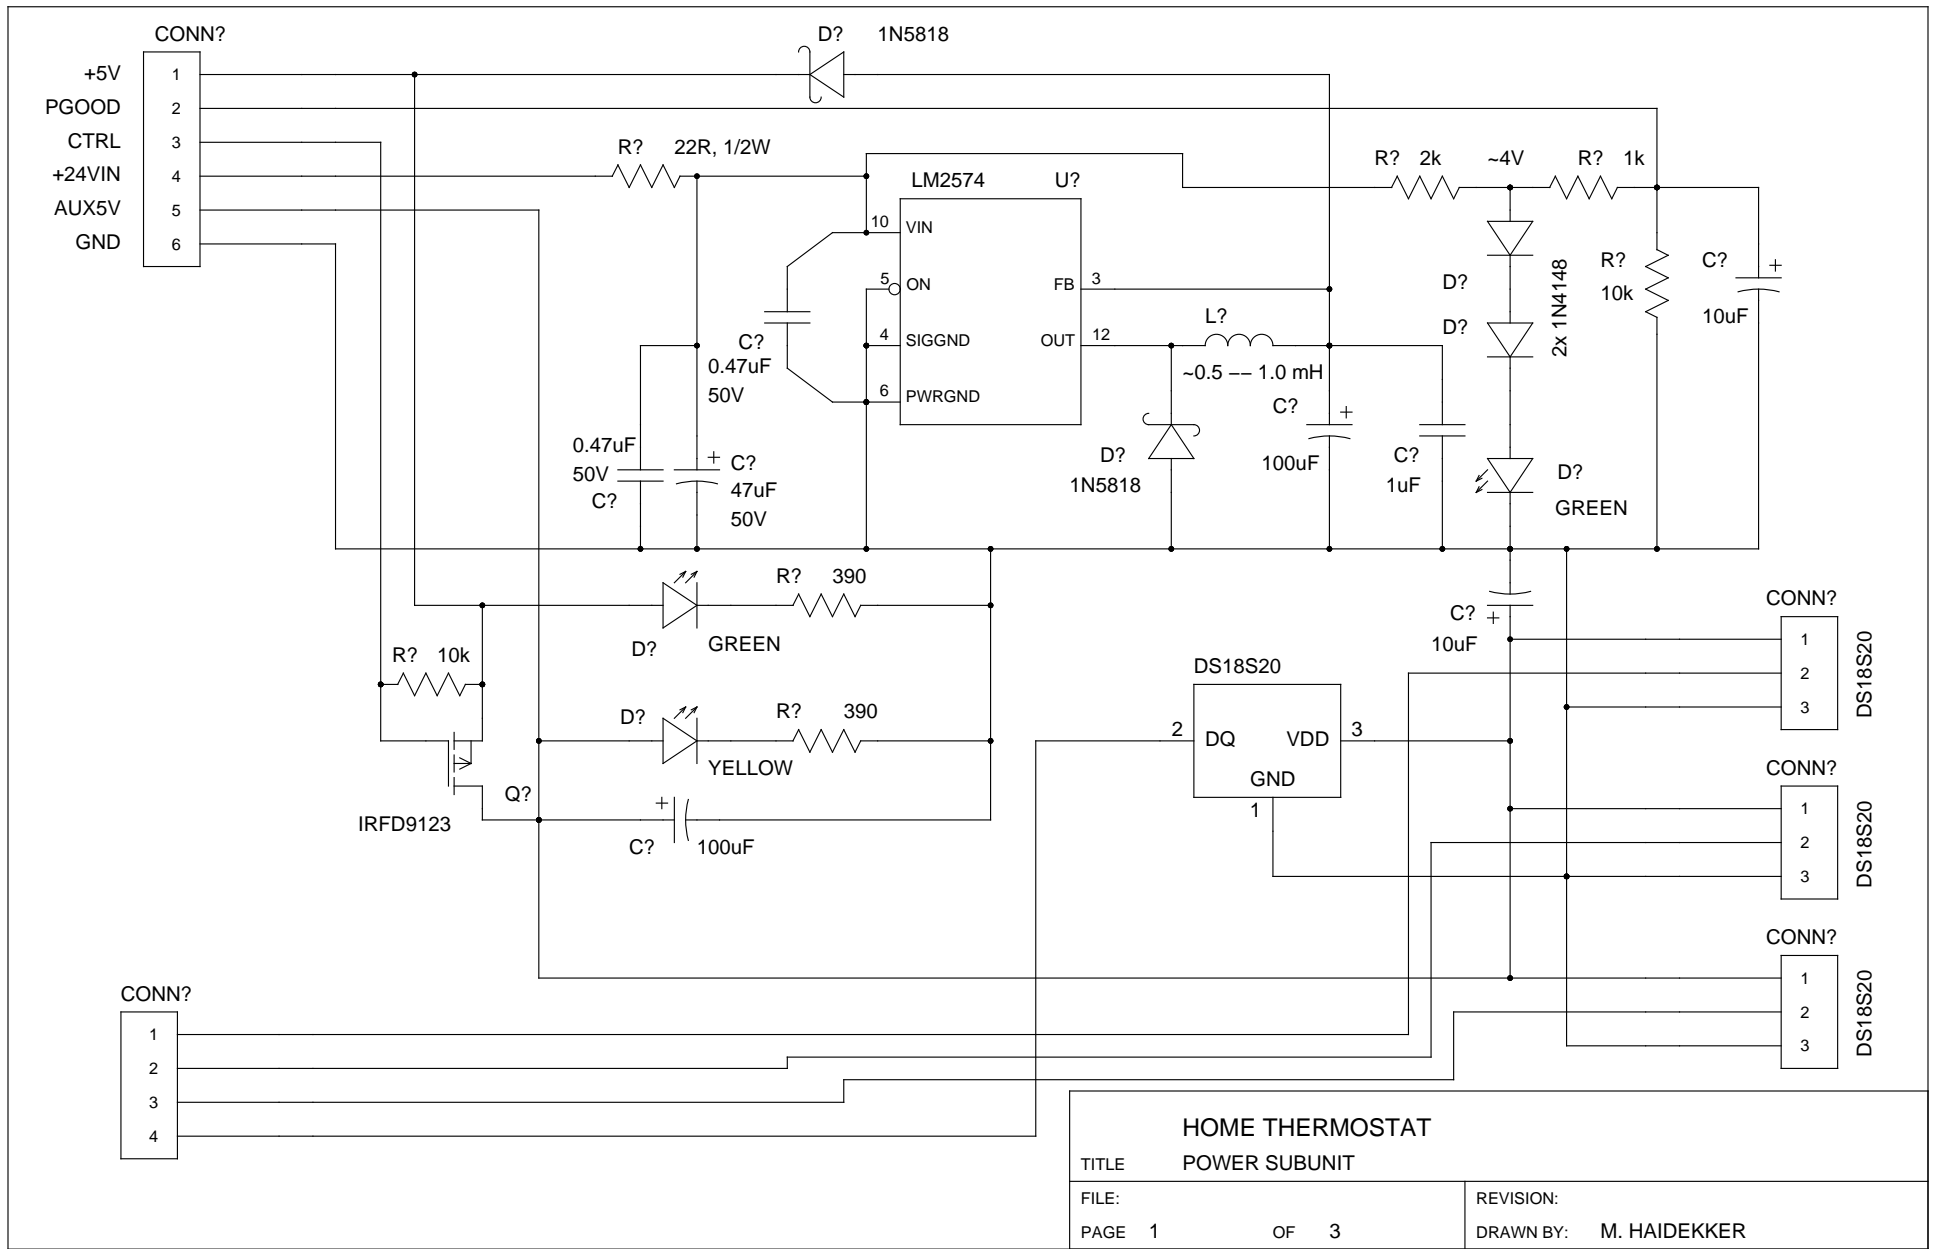 CONN?
D? 1N5818
+5V 1
PGOOD 2
CTRL 3
+24VIN 4
AUX5V 5
GND 6
R? 22R, 1/2W
LM2574 U?
10 VIN
5 ON
4 SIGGND
6 PWRGND
FB 3
OUT 12
R? 2k
~4V
R? 1k
D?
D?
2x 1N4148
R?
10k
C?
+
10uF
L?
~0.5 -- 1.0 mH
C?
0.47uF
50V
0.47uF
50V
C?
+
C?
47uF
50V
D?
1N5818
C?
+
100uF
C?
1uF
D?
GREEN
R? 390
D?
GREEN
R? 10k
D?
R? 390
YELLOW
Q?
IRFD9123
+
C?
100uF
C?
+
10uF
DS18S20
2 DQ
VDD 3
GND
1
CONN?
1
2
3
DS18S20
CONN?
1
2
3
DS18S20
CONN?
1
2
3
DS18S20
CONN?
1
2
3
4
HOME THERMOSTAT
TITLE POWER SUBUNIT
FILE:
REVISION:
PAGE 1 OF 3
DRAWN BY: M. HAIDEKKER